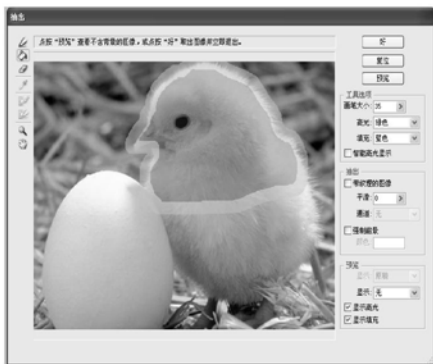 抽出
点按“预览”查看不含背景的图像，或点按“好”取出图像并立即退出。
好
复位
预览
工具选项
画笔大小: 35
高光: 绿色
填充: 蓝色
智能高光显示
抽出
带纹理的图像
平滑: 0
通道: 无
强制前景
颜色:
预览
显示: 原稿
显示: 无
显示高光
显示填充